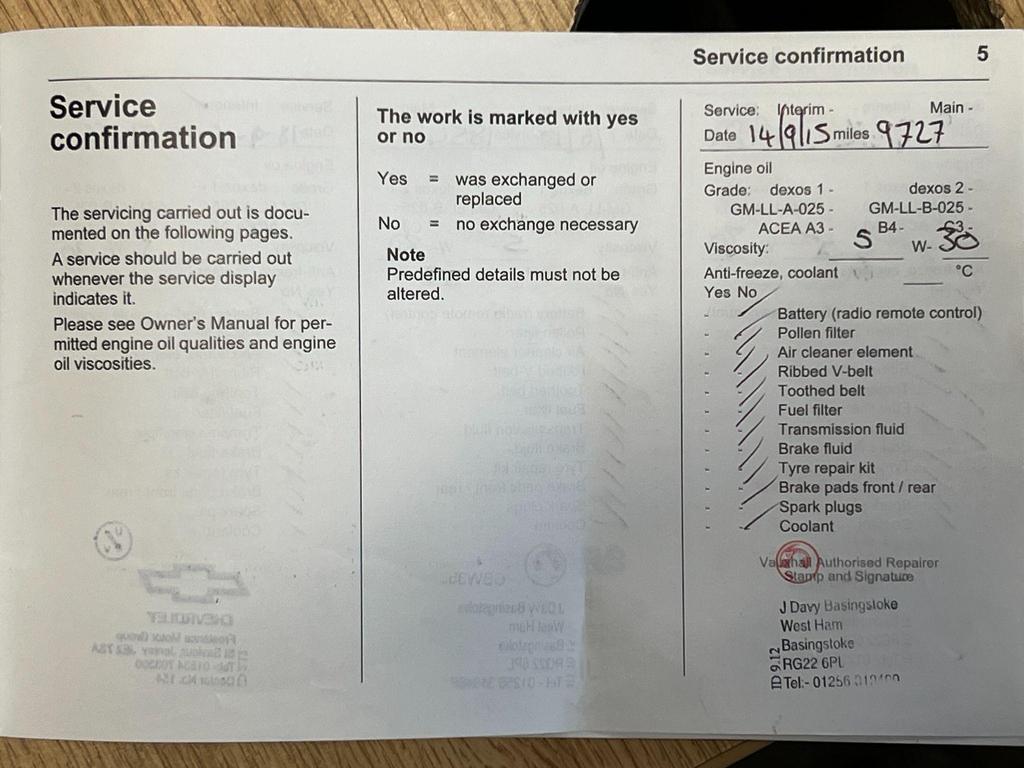 Service confirmation 5
Service
confirmation
The servicing carried out is docu-
mented on the following pages.
A service should be carried out
whenever the service display
indicates it.
Please see Owner's Manual for per-
mitted engine oil qualities and engine
oil viscosities.
The work is marked with yes
or no
Yes = was exchanged or
replaced
No = no exchange necessary
Note
Predefined details must not be
altered.
Service: Interim - Main -
Date 14/9/15 miles 9727
Engine oil
Grade: dexos 1 - dexos 2 -
GM-LL-A-025 - GM-LL-B-025 -
ACEA A3 - B4- C3 -
Viscosity: 5 W- 30
Anti-freeze, coolant °C
Yes No
- - Battery (radio remote control)
- - Pollen filter
- - Air cleaner element
- - Ribbed V-belt
- - Toothed belt
- - Fuel filter
- - Transmission fluid
- - Brake fluid
- - Tyre repair kit
- - Brake pads front / rear
- - Spark plugs
- - Coolant
Vauxhall Authorised Repairer
Stamp and Signature
J Davy Basingstoke
West Ham
Basingstoke
RG22 6PL
Tel:- 01256